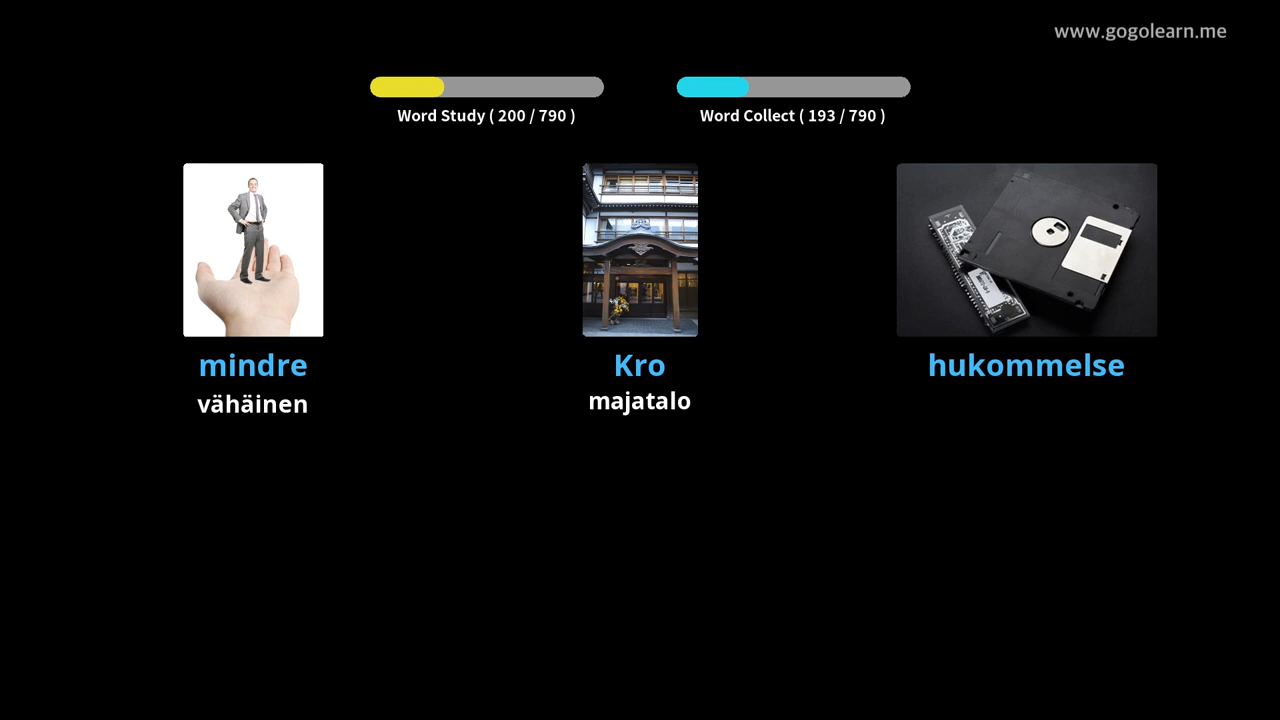 www.gogolearn.me
Word Study ( 200 / 790 )
Word Collect ( 193 / 790 )
mindre
vähäinen
Kro
majatalo
hukommelse